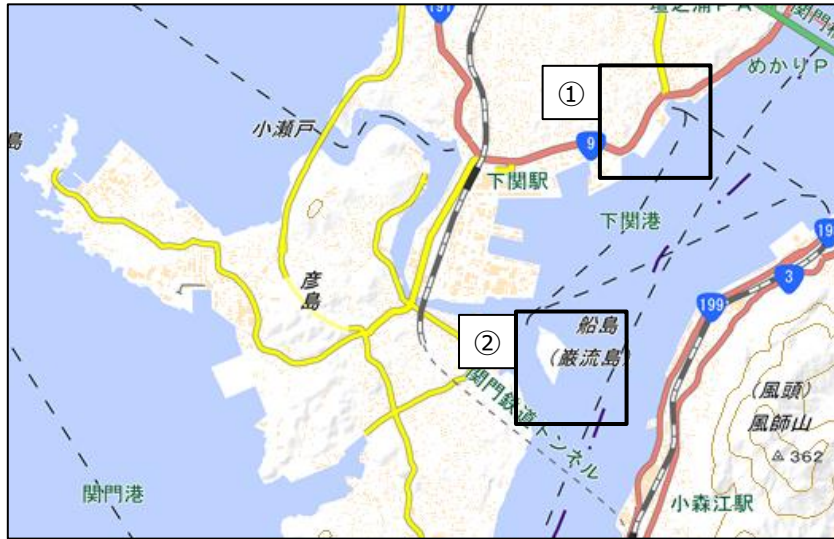 191
関門橋
壇之浦ＰＡ
めかりＰ
①
小瀬戸
島
9
下関駅
下関港
199
3
199
彦島
②
船島
(巌流島)
関門鉄道トンネル
(風頭)
風師山
362
関門港
小森江駅